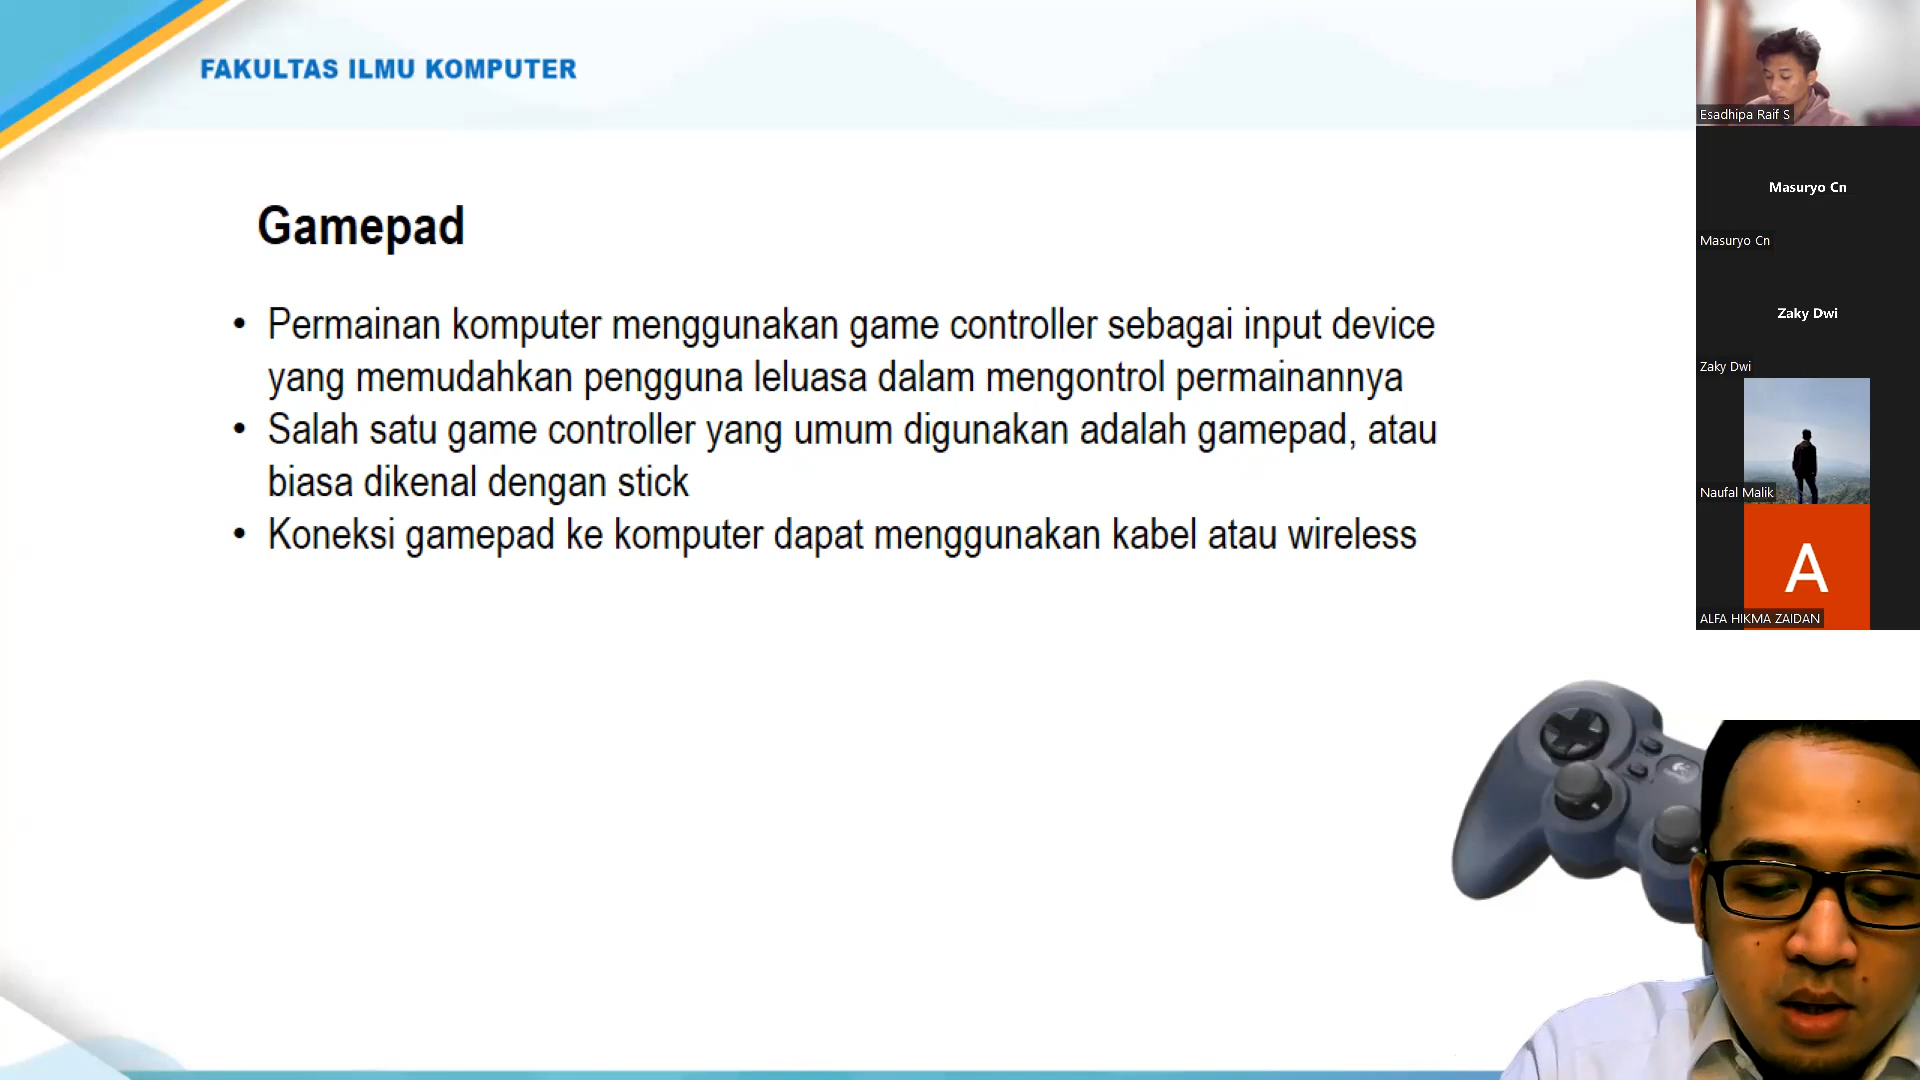 FAKULTAS ILMU KOMPUTER
Gamepad
• Permainan komputer menggunakan game controller sebagai input device
yang memudahkan pengguna leluasa dalam mengontrol permainannya
• Salah satu game controller yang umum digunakan adalah gamepad, atau
biasa dikenal dengan stick
• Koneksi gamepad ke komputer dapat menggunakan kabel atau wireless
Esadhipa Raif S
Masuryo Cn
Masuryo Cn
Zaky Dwi
Zaky Dwi
Naufal Malik
A
ALFA HIKMA ZAIDAN